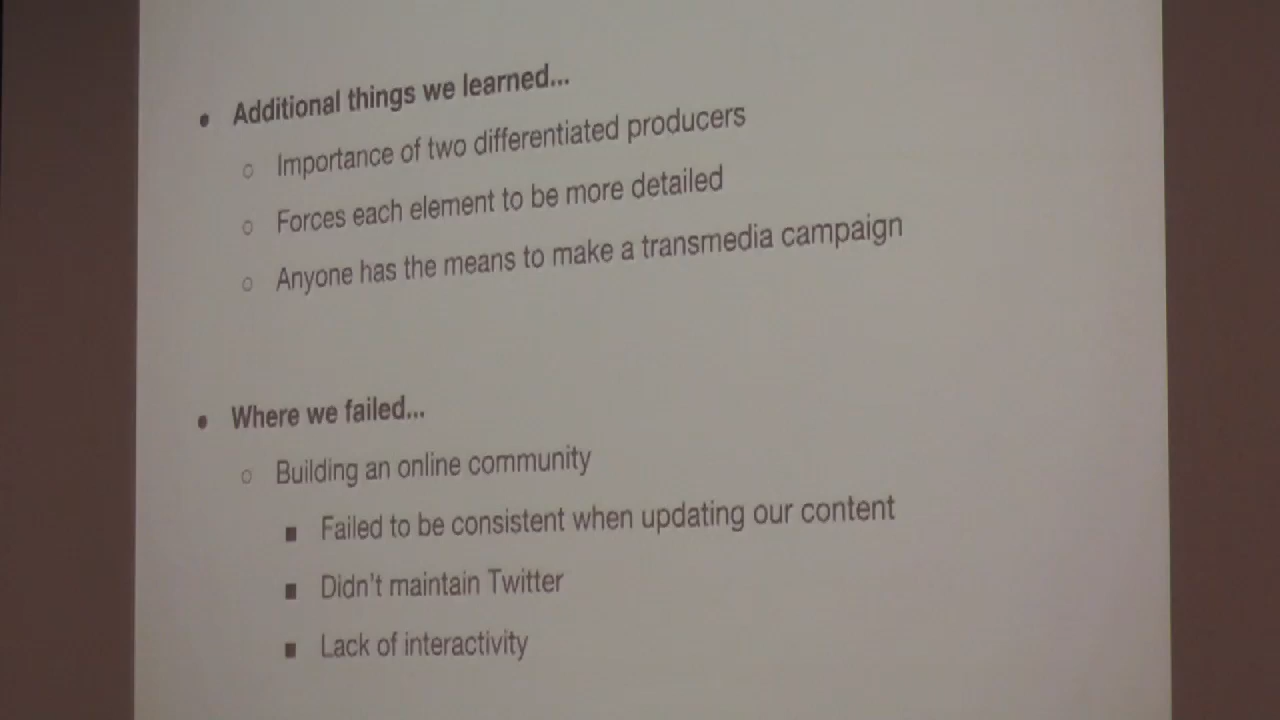 • Additional things we learned...
○ Importance of two differentiated producers
○ Forces each element to be more detailed
○ Anyone has the means to make a transmedia campaign
• Where we failed...
○ Building an online community
■ Failed to be consistent when updating our content
■ Didn't maintain Twitter
■ Lack of interactivity